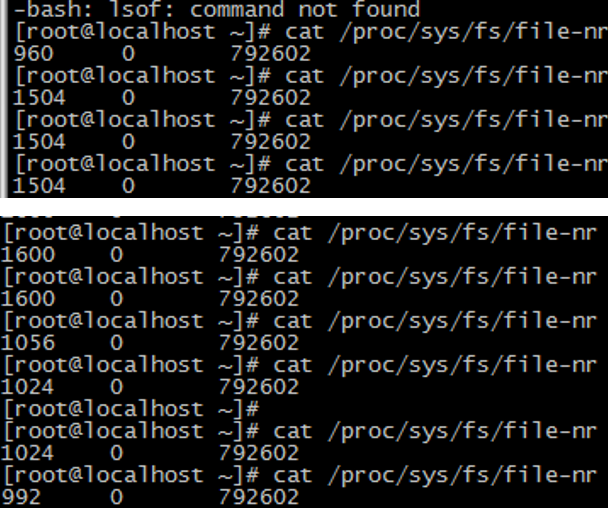 -bash: lsof: command not found
[root@localhost ~]# cat /proc/sys/fs/file-nr
960 0 792602
[root@localhost ~]# cat /proc/sys/fs/file-nr
1504 0 792602
[root@localhost ~]# cat /proc/sys/fs/file-nr
1504 0 792602
[root@localhost ~]# cat /proc/sys/fs/file-nr
1504 0 792602
[root@localhost ~]# cat /proc/sys/fs/file-nr
1600 0 792602
[root@localhost ~]# cat /proc/sys/fs/file-nr
1600 0 792602
[root@localhost ~]# cat /proc/sys/fs/file-nr
1056 0 792602
[root@localhost ~]# cat /proc/sys/fs/file-nr
1024 0 792602
[root@localhost ~]#
[root@localhost ~]# cat /proc/sys/fs/file-nr
1024 0 792602
[root@localhost ~]# cat /proc/sys/fs/file-nr
992 0 792602